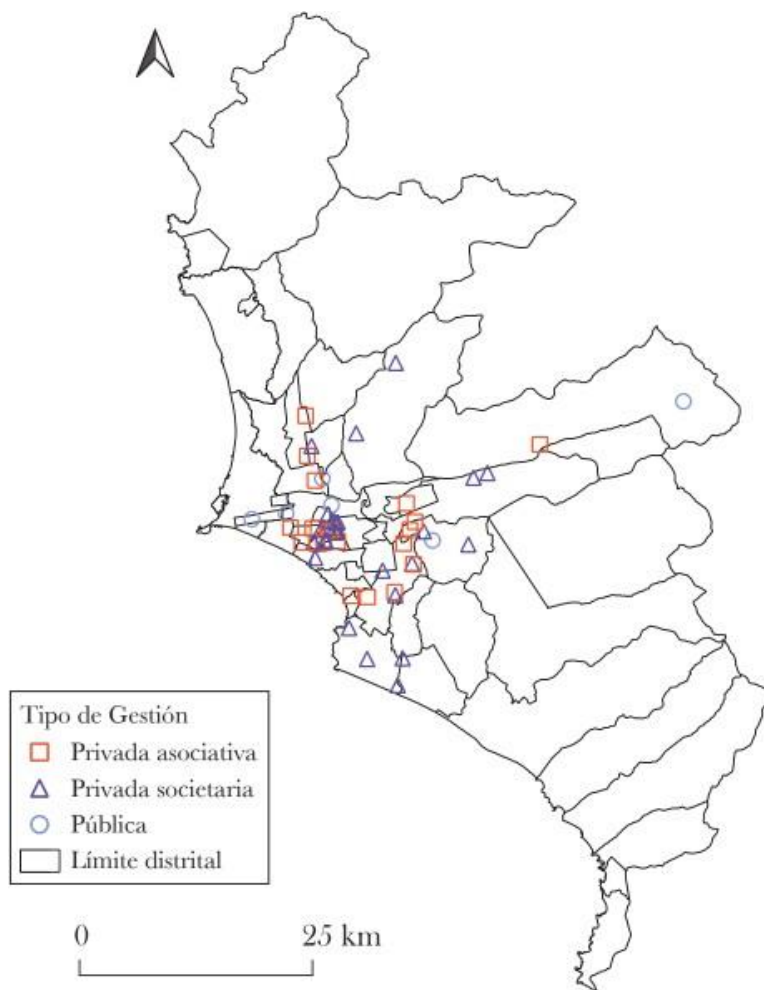 Tipo de Gestión
Privada asociativa
Privada societaria
Pública
Límite distrital
0 25 km